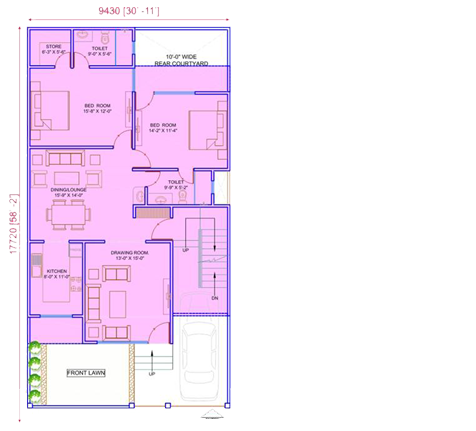 9430 [30'-11"]
STORE
6'-3" X 5'-6"
TOILET
9'-0" X 5'-6"
10'-0" WIDE
REAR COURTYARD
BED ROOM
15'-8" X 12'-0"
BED ROOM
14'-2" X 11'-4"
TOILET
9'-8" X 5'-2"
DINING/LOUNGE
15'-8" X 14'-0"
17720 [58'-2"]
UP
DRAWING ROOM
13'-0" X 15'-0"
KITCHEN
8'-0" X 11'-0"
DN
UP
FRONT LAWN